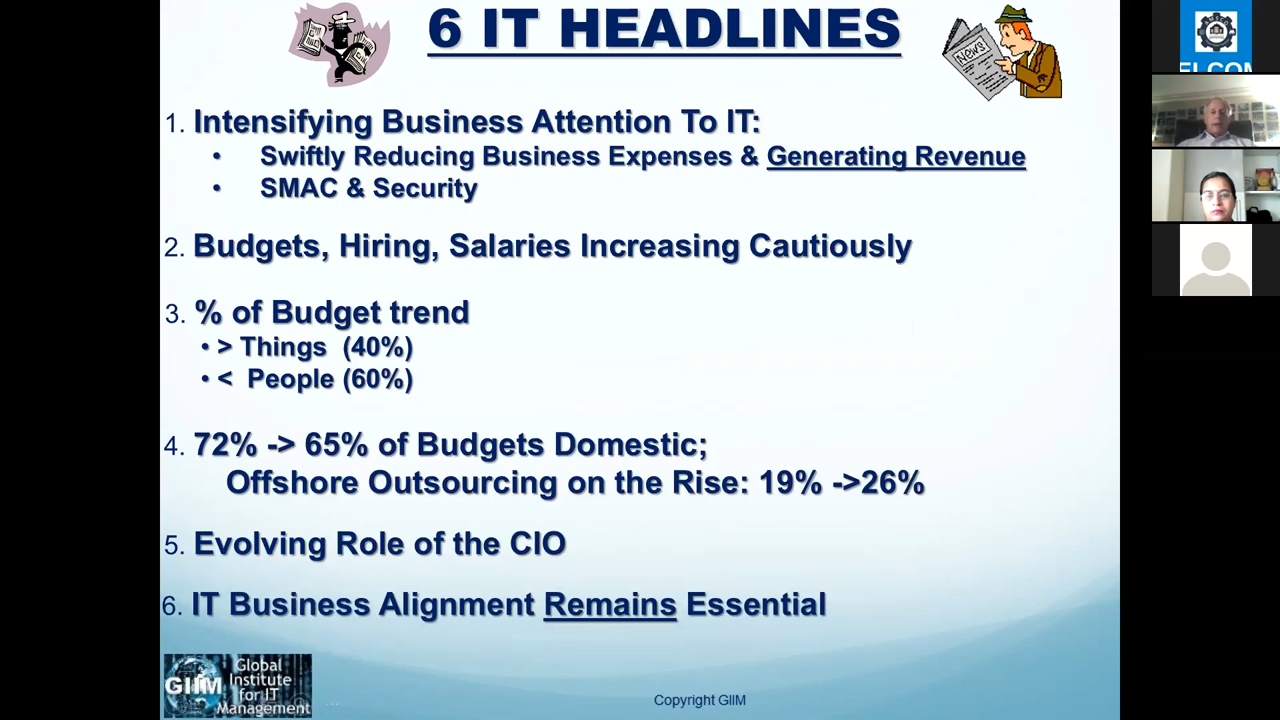 6 IT HEADLINES
NEWS
1. Intensifying Business Attention To IT:
• Swiftly Reducing Business Expenses & Generating Revenue
• SMAC & Security
2. Budgets, Hiring, Salaries Increasing Cautiously
3. % of Budget trend
• > Things (40%)
• < People (60%)
4. 72% -> 65% of Budgets Domestic;
Offshore Outsourcing on the Rise: 19% ->26%
5. Evolving Role of the CIO
6. IT Business Alignment Remains Essential
GIIM
Global
Institute
for IT
Management
Copyright GIIM